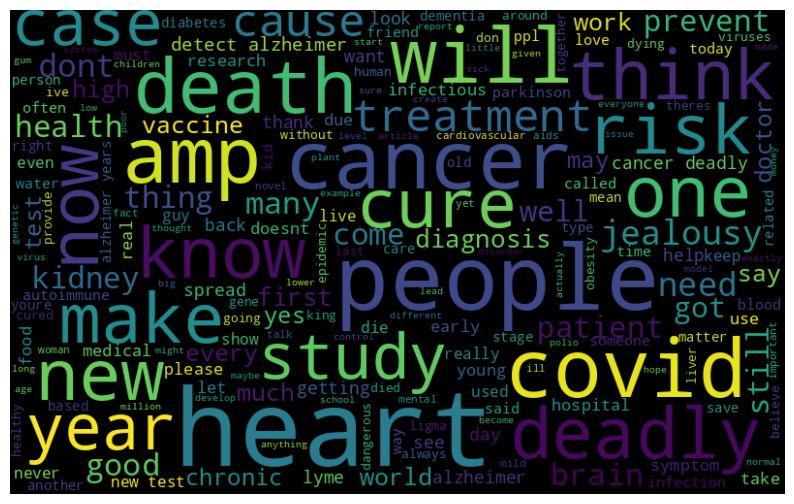 case
cause
diabetes
look
dementia
around
work
prevent
friend
don
ppl
viruses
detect alzheimer
will
love
dying
today
dont
person
research
want
human
start
report
little
given
together
system
made
think
high
gum
children
ive
low
death
infectious
parkinson
sure
sick
create
everyone
theres
must
often
health
vaccine
thank
due
treatment
risk
doctor
poor
without
level
article
cardiovascular
aids
issue
right
even
amp
kid
cancer
old
may
cancer deadly
plant
novel
example
yet
called
mean
money
now
water
test
provide
alzheimer years
thing
many
live
cure
well
one
related
genetic
virus
fact
thought
guy
real
back
doesnt
know
come
diagnosis
type
time
jealousy
kidney
epidemic
last
care
actually
obesity
disorder
help
keep
model
exactly
need
say
autoimmune
spread
gene
first
lower
people
youre
cured
big
going
yes
king
different
lead
die
early
stage
got
use
blood
food
make
show
talk
control
patient
someone
matter
liver
important
woman
medical
might
every
study
really
polio
still
long
new
please
let
getting
died
young
used
covid
ill
hope
believe
age
million
maybe
school
mental
said
hospital
save
based
much
develop
become
healthy
year
heart
anything
dangerous
ligma
way
see
day
deadly
never
good
lyme
always
mild
symptom
normal
another
new test
chronic
world
alzheimer
brain
infection
take